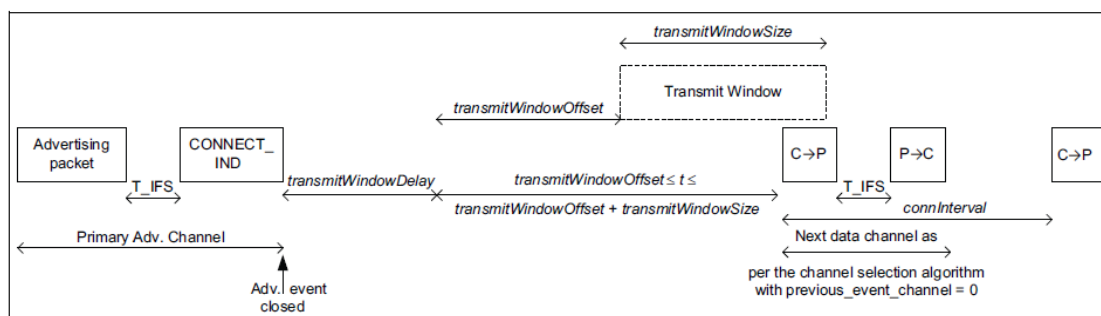 transmitWindowSize
Transmit Window
transmitWindowOffset
Advertising
packet
CONNECT_
IND
C→P
P→C
C→P
T_IFS
transmitWindowDelay
transmitWindowOffset ≤ t ≤
transmitWindowOffset + transmitWindowSize
T_IFS
connInterval
Primary Adv. Channel
Next data channel as
per the channel selection algorithm
with previous_event_channel = 0
Adv. event
closed